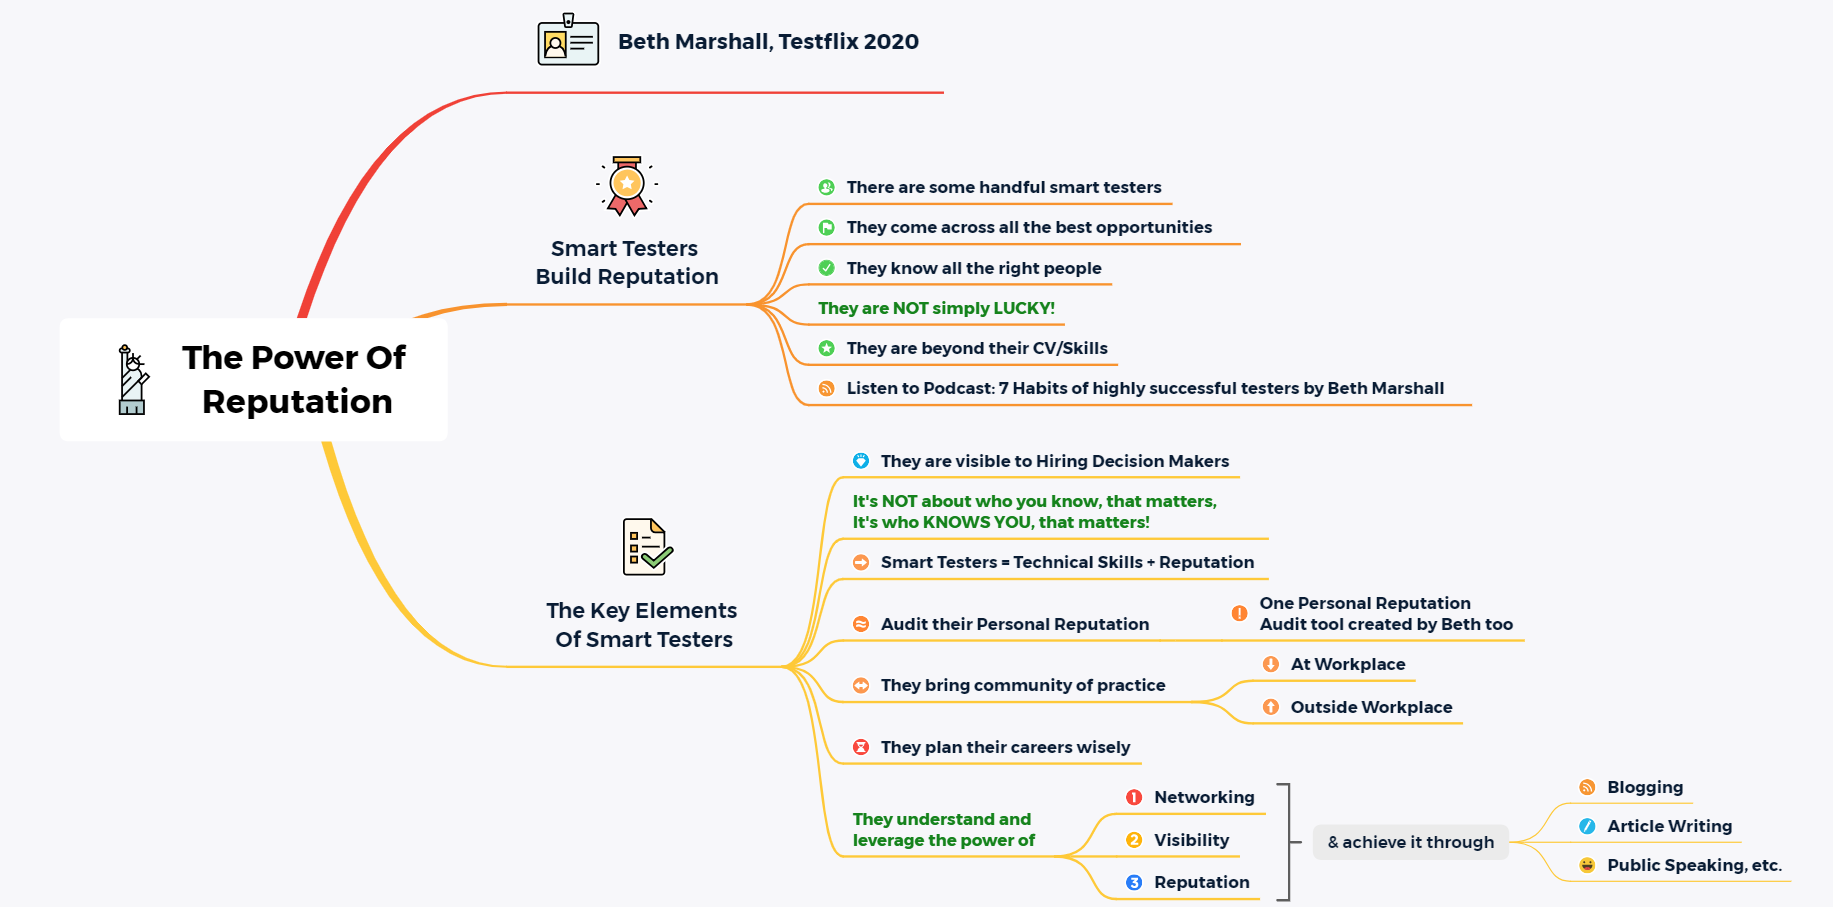 Beth Marshall, Testflix 2020
The Power Of
Reputation
Smart Testers
Build Reputation
There are some handful smart testers
They come across all the best opportunities
They know all the right people
They are NOT simply LUCKY!
They are beyond their CV/Skills
Listen to Podcast: 7 Habits of highly successful testers by Beth Marshall
The Key Elements
Of Smart Testers
They are visible to Hiring Decision Makers
It's NOT about who you know, that matters,
It's who KNOWS YOU, that matters!
Smart Testers = Technical Skills + Reputation
Audit their Personal Reputation
One Personal Reputation
Audit tool created by Beth too
They bring community of practice
At Workplace
Outside Workplace
They plan their careers wisely
They understand and
leverage the power of
1 Networking
2 Visibility
3 Reputation
& achieve it through
Blogging
Article Writing
Public Speaking, etc.